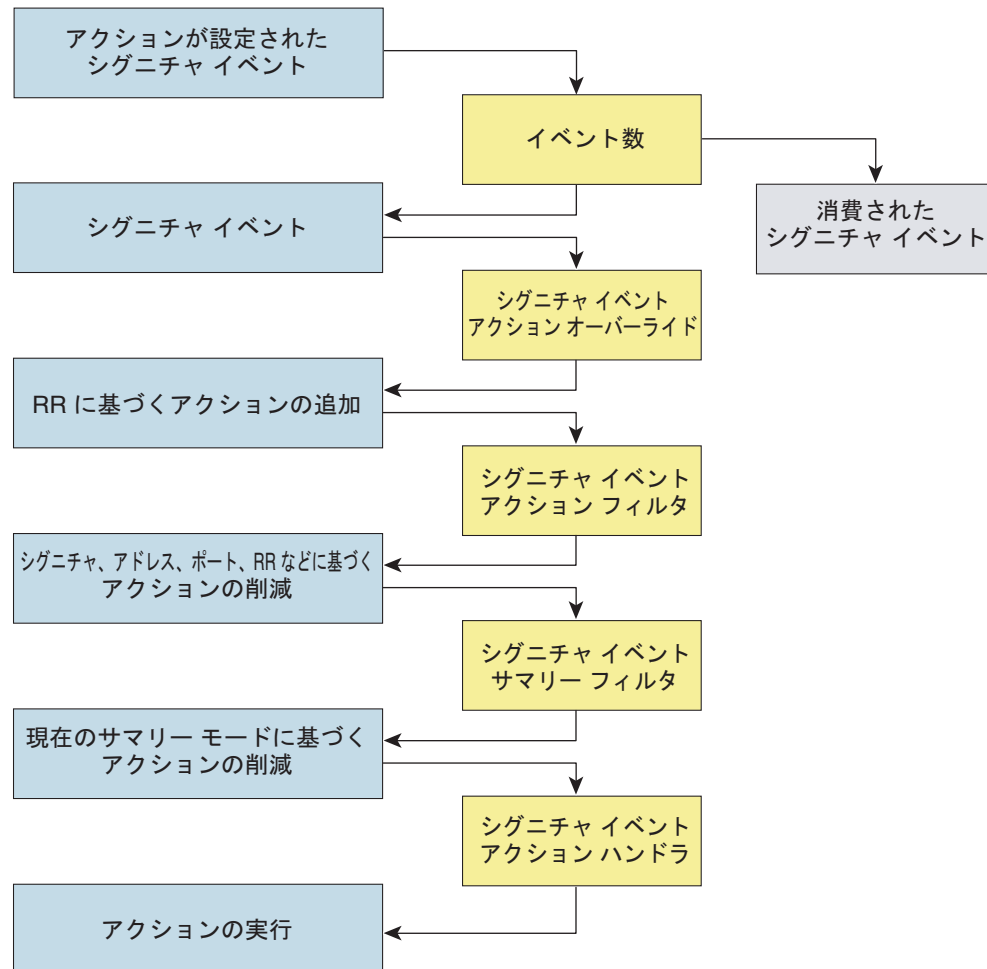 アクションが設定された
シグニチャ イベント
イベント数
シグニチャ イベント
消費された
シグニチャ イベント
シグニチャ イベント
アクション オーバーライド
RR に基づくアクションの追加
シグニチャ イベント
アクション フィルタ
シグニチャ、アドレス、ポート、RR などに基づく
アクションの削減
シグニチャ イベント
サマリー フィルタ
現在のサマリー モードに基づく
アクションの削減
シグニチャ イベント
アクション ハンドラ
アクションの実行